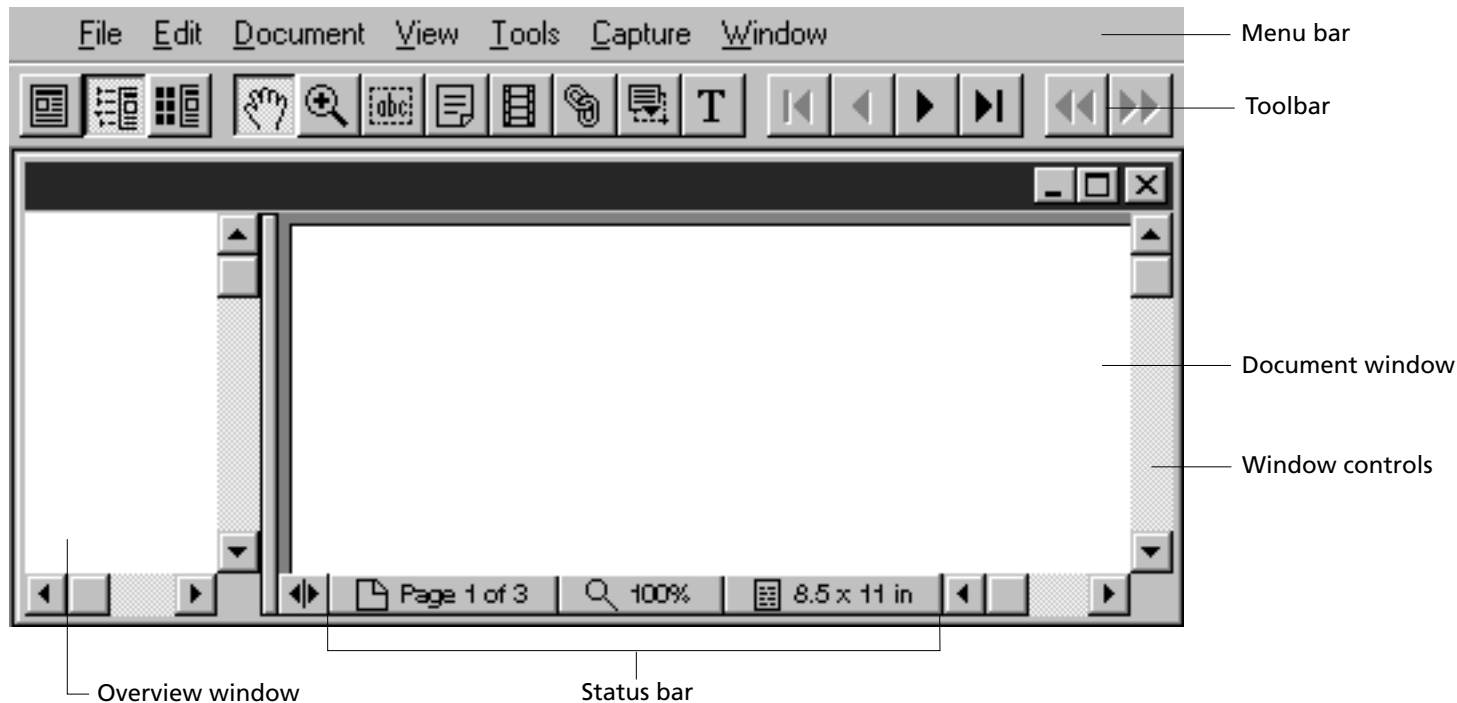 File Edit Document View Tools Capture Window
Menu bar
abc
T
Toolbar
Document window
Window controls
Page 1 of 3
100%
8.5 x 11 in
Overview window
Status bar